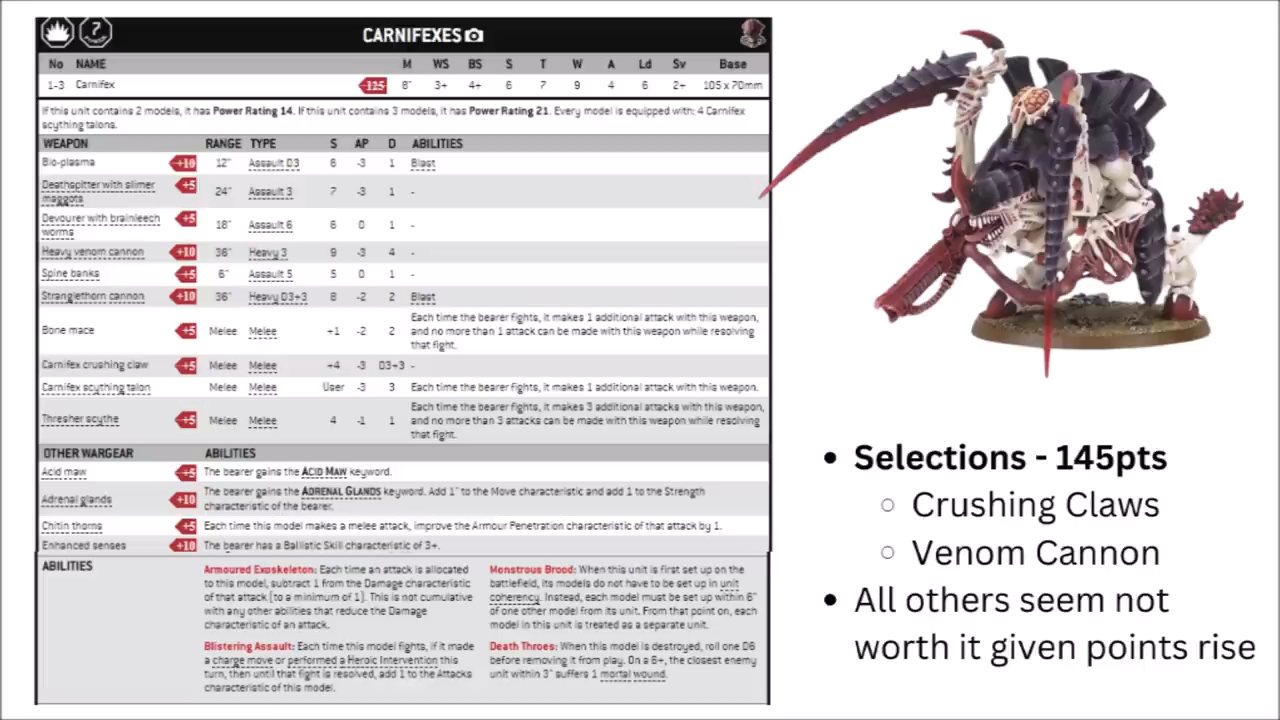 7
CARNIFEXES
No NAME M WS BS S T W A Ld Sv Base
1-3 Carnifex 125 8" 3+ 4+ 6 7 9 4 6 2+ 105 x 70mm
If this unit contains 2 models, it has Power Rating 14. If this unit contains 3 models, it has Power Rating 21. Every model is equipped with: 4 Carnifex
scything talons.
WEAPON RANGE TYPE S AP D ABILITIES
Bio-plasma +10 12" Assault D3 6 -3 1 Blast
Deathspitter with slimer
maggots +5 24" Assault 3 7 -3 1 -
Devourer with brainleech
worms +5 18" Assault 6 6 0 1 -
Heavy venom cannon +10 36" Heavy 3 9 -3 4 -
Spine banks +5 6" Assault 5 5 0 1 -
Stranglethorn cannon +10 36" Heavy D3+3 8 -2 2 Blast
Bone mace +5 Melee Melee +1 -2 2 Each time the bearer fights, it makes 1 additional attack with this weapon,
and no more than 1 attack can be made with this weapon while resolving
that fight.
Carnifex crushing claw +5 Melee Melee +4 -3 D3+3 -
Carnifex scything talon Melee Melee User -3 3 Each time the bearer fights, it makes 1 additional attack with this weapon.
Thresher scythe +5 Melee Melee 4 -1 1 Each time the bearer fights, it makes 3 additional attacks with this weapon,
and no more than 3 attacks can be made with this weapon while resolving
that fight.
OTHER WARGEAR ABILITIES
Acid maw +5 The bearer gains the ACID MAW keyword.
Adrenal glands +10 The bearer gains the ADRENAL GLANDS keyword. Add 1" to the Move characteristic and add 1 to the Strength
characteristic of the bearer.
Chitin thorns +5 Each time this model makes a melee attack, improve the Armour Penetration characteristic of that attack by 1.
Enhanced senses +10 The bearer has a Ballistic Skill characteristic of 3+.
ABILITIES
Armoured Exoskeleton: Each time an attack is allocated
to this model, subtract 1 from the Damage characteristic
of that attack (to a minimum of 1). This is not cumulative
with any other abilities that reduce the Damage
characteristic of an attack.
Blistering Assault: Each time this model fights, if it made
a charge move or performed a Heroic Intervention this
turn, then until that fight is resolved, add 1 to the Attacks
characteristic of this model.
Monstrous Brood: When this unit is first set up on the
battlefield, its models do not have to be set up in unit
coherency. Instead, each model must be set up within 6"
of one other model from its unit. From that point on, each
model in this unit is treated as a separate unit.
Death Throes: When this model is destroyed, roll one D6
before removing it from play. On a 6+, the closest enemy
unit within 3" suffers 1 mortal wound.
• Selections - 145pts
○ Crushing Claws
○ Venom Cannon
• All others seem not
worth it given points rise